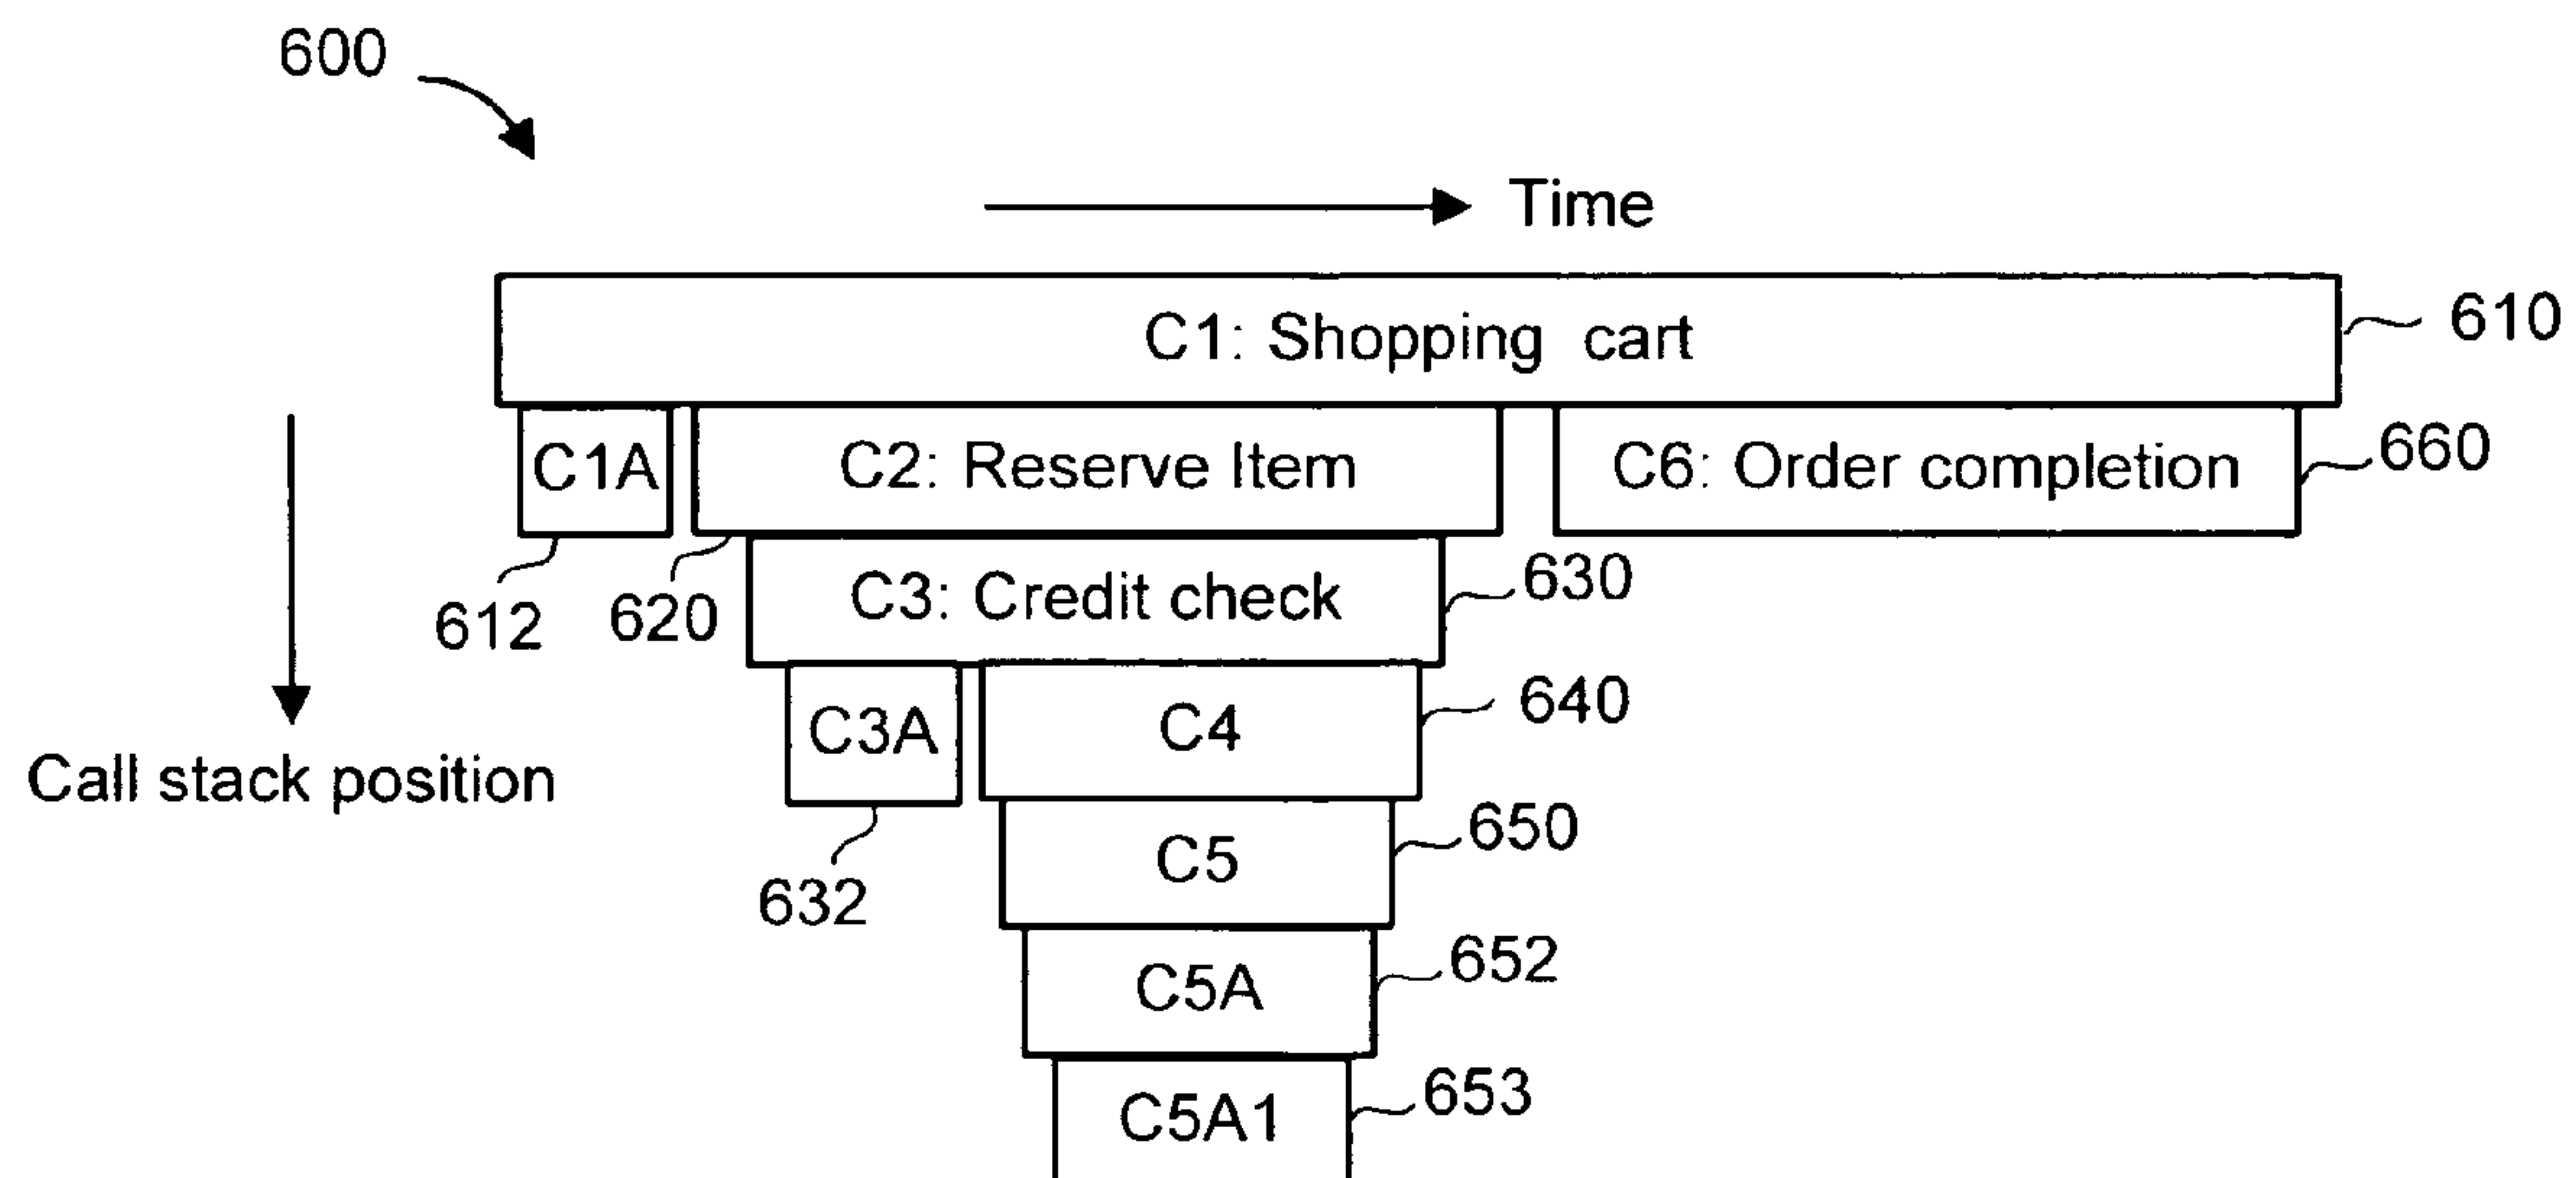 600
Time
C1: Shopping cart
610
C1A
C2: Reserve Item
C6: Order completion
660
612
620
C3: Credit check
630
C3A
C4
640
Call stack position
632
C5
650
C5A
652
C5A1
653